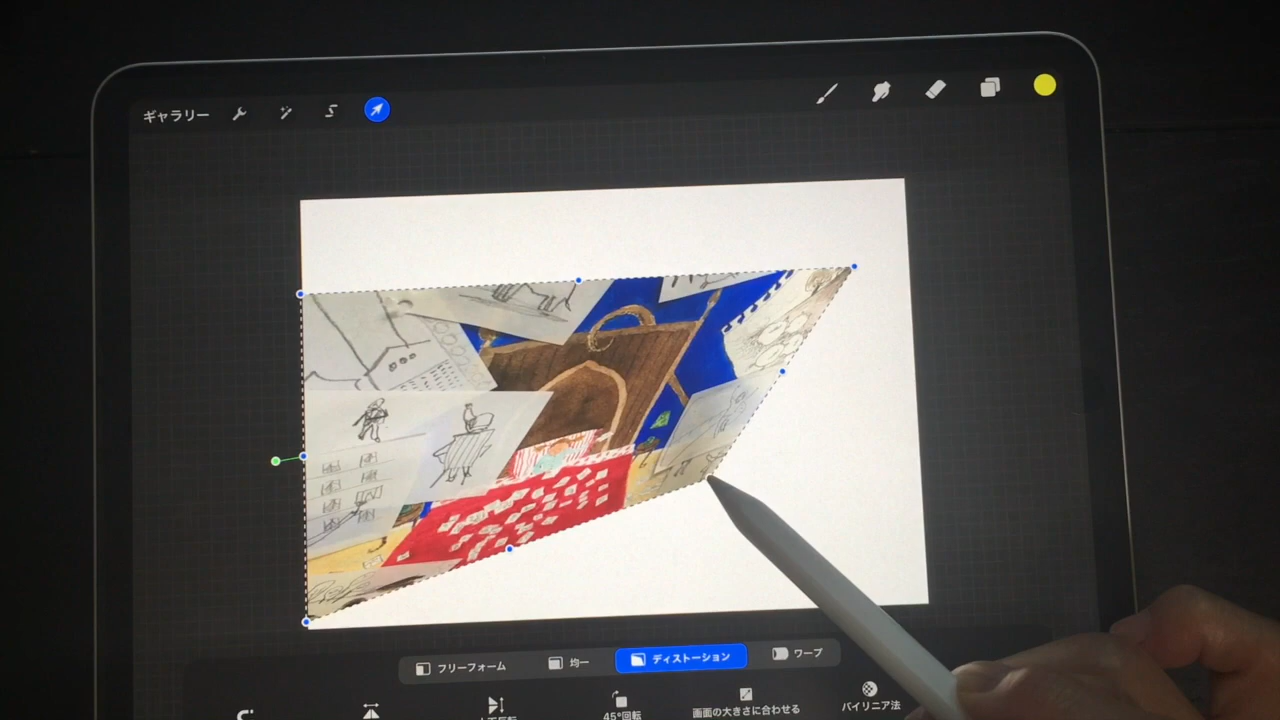 ギャラリー
フリーフォーム
均一
ディストーション
ワープ
45°回転
画面の大きさに合わせる
バイリニア法